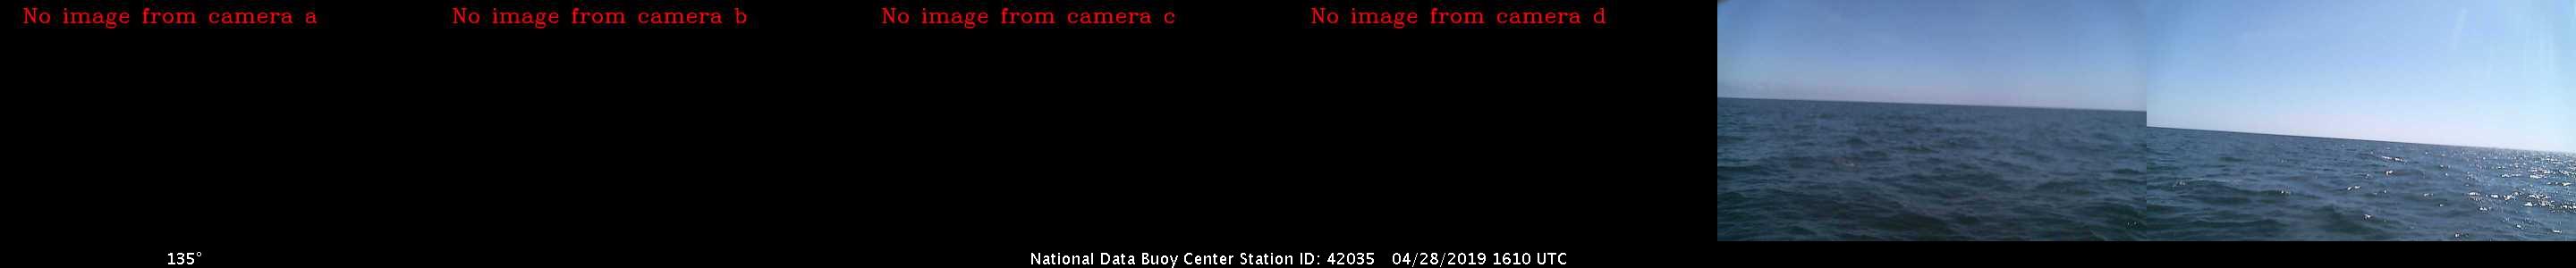 No image from camera a
No image from camera b
No image from camera c
No image from camera d
135°
National Data Buoy Center Station ID: 42035 04/28/2019 1610 UTC